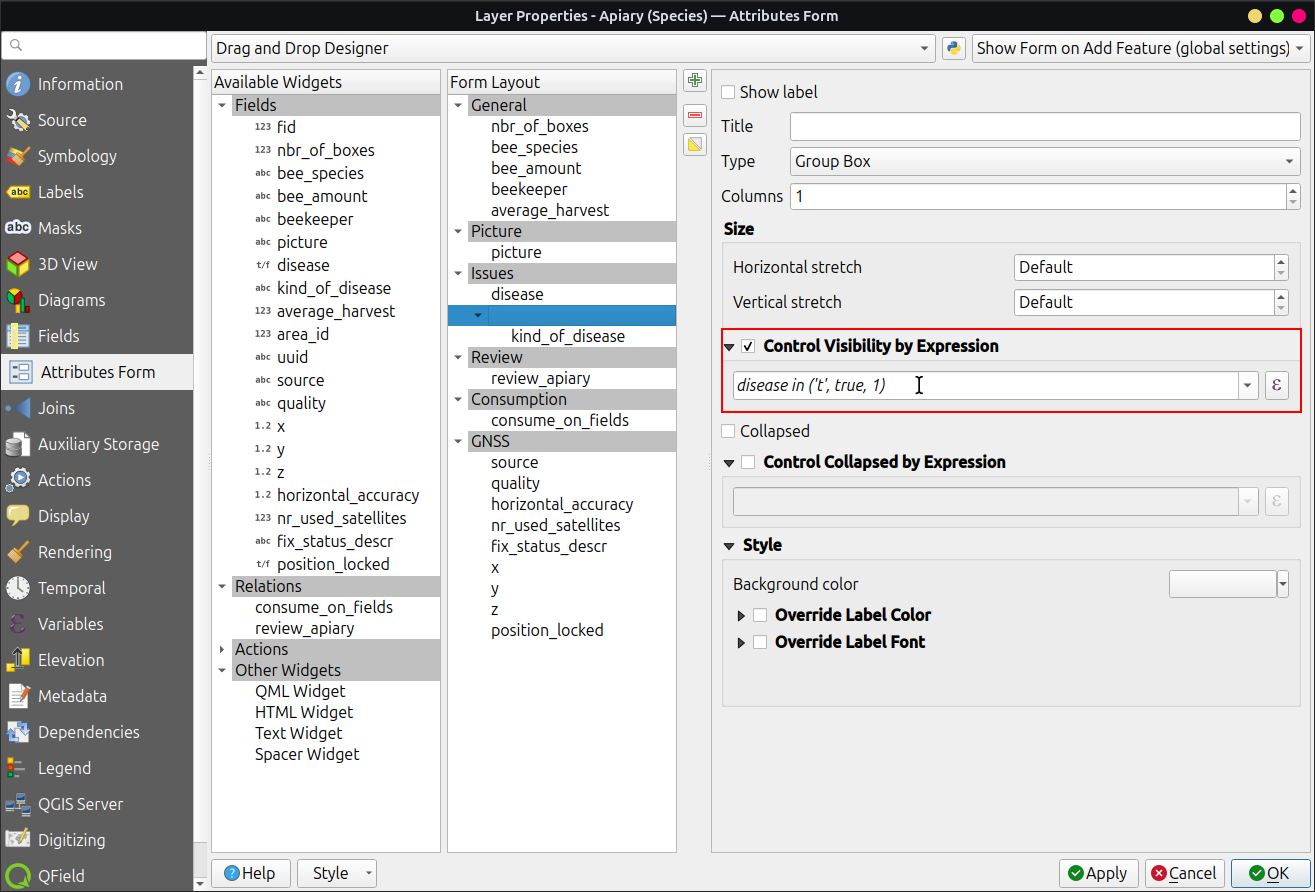 Layer Properties - Apiary (Species) — Attributes Form
Drag and Drop Designer
Show Form on Add Feature (global settings)
Information
Source
Symbology
abc Labels
abc Masks
3D View
Diagrams
Fields
Attributes Form
Joins
Auxiliary Storage
Actions
Display
Rendering
Temporal
ε Variables
Elevation
Metadata
Dependencies
Legend
QGIS Server
Digitizing
QField
Available Widgets
Fields
123 fid
123 nbr_of_boxes
abc bee_species
abc bee_amount
abc beekeeper
abc picture
t/f disease
abc kind_of_disease
123 average_harvest
123 area_id
abc uuid
abc source
abc quality
1.2 x
1.2 y
1.2 z
1.2 horizontal_accuracy
123 nr_used_satellites
abc fix_status_descr
t/f position_locked
Relations
consume_on_fields
review_apiary
Actions
Other Widgets
QML Widget
HTML Widget
Text Widget
Spacer Widget
Form Layout
General
nbr_of_boxes
bee_species
bee_amount
beekeeper
average_harvest
Picture
picture
Issues
disease
kind_of_disease
Review
review_apiary
Consumption
consume_on_fields
GNSS
source
quality
horizontal_accuracy
nr_used_satellites
fix_status_descr
x
y
z
position_locked
Show label
Title
Type Group Box
Columns 1
Size
Horizontal stretch Default
Vertical stretch Default
Control Visibility by Expression
disease in ('t', true, 1) ε
Collapsed
Control Collapsed by Expression
ε
Style
Background color
Override Label Color
Override Label Font
? Help
Style
Apply
Cancel
OK